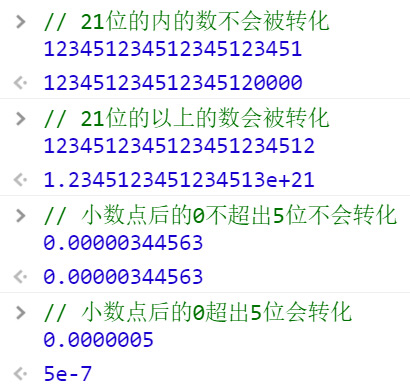 // 21位的内的数不会被转化
123451234512345123451
123451234512345120000
// 21位的以上的数会被转化
1234512345123451234512
1.2345123451234513e+21
// 小数点后的0不超出5位不会转化
0.00000344563
0.00000344563
// 小数点后的0超出5位会转化
0.0000005
5e-7